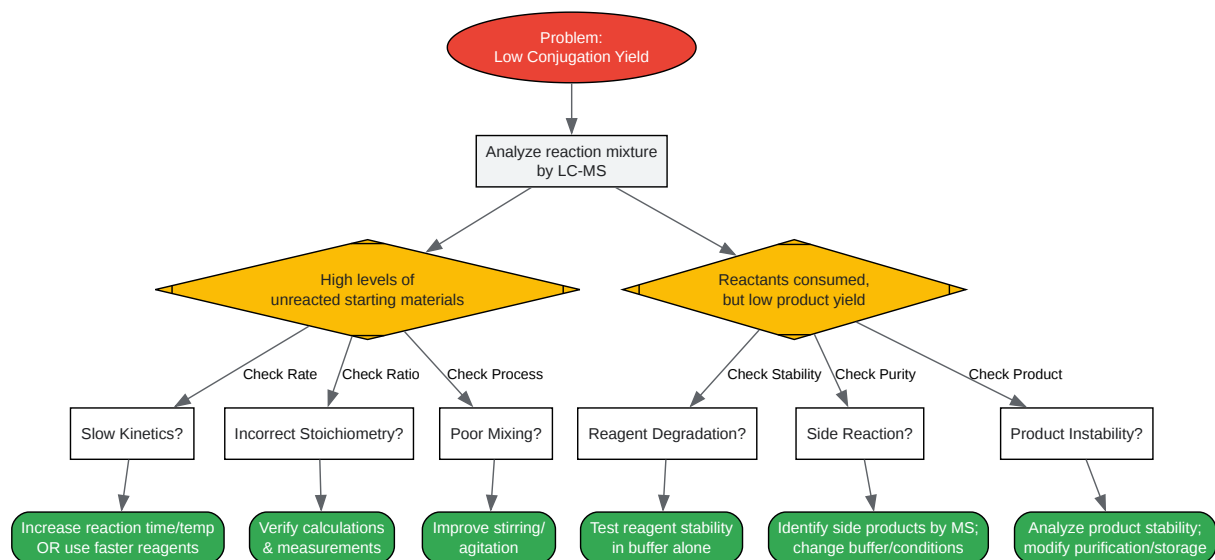 Problem:
Low Conjugation Yield
Analyze reaction mixture
by LC-MS
High levels of
unreacted starting materials
Reactants consumed,
but low product yield
Check Rate
Check Ratio
Check Process
Check Stability
Check Purity
Check Product
Slow Kinetics?
Incorrect Stoichiometry?
Poor Mixing?
Reagent Degradation?
Side Reaction?
Product Instability?
Increase reaction time/temp
OR use faster reagents
Verify calculations
& measurements
Improve stirring/
agitation
Test reagent stability
in buffer alone
Identify side products by MS;
change buffer/conditions
Analyze product stability;
modify purification/storage